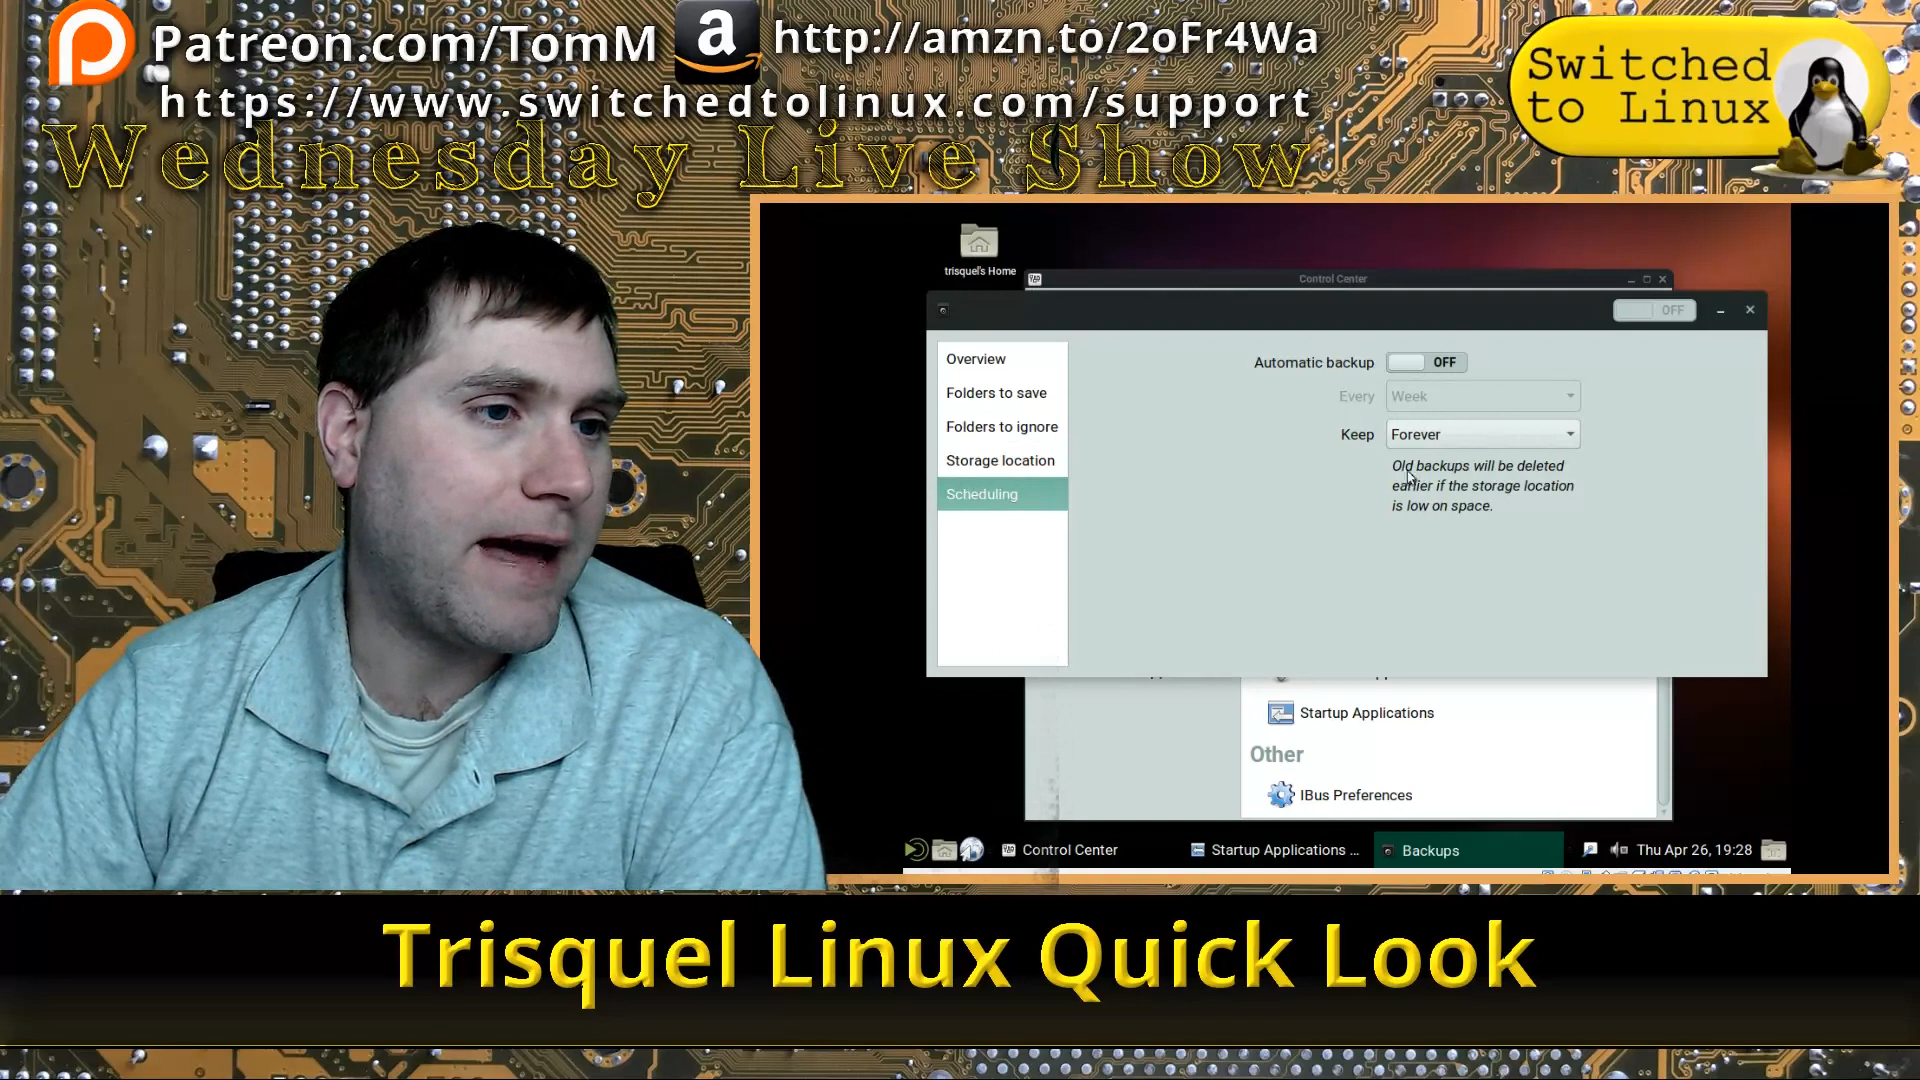 Patreon.com/TomM
a
http://amzn.to/2oFr4Wa
https://www.switchedtolinux.com/support
Wednesday Live Show
Switched
to Linux
trisquel's Home
Control Center
OFF
Overview
Folders to save
Folders to ignore
Storage location
Scheduling
Automatic backup OFF
Every Week
Keep Forever
Old backups will be deleted
earlier if the storage location
is low on space.
Startup Applications
Other
IBus Preferences
Control Center
Startup Applications ...
Backups
Thu Apr 26, 19:28
Trisquel Linux Quick Look